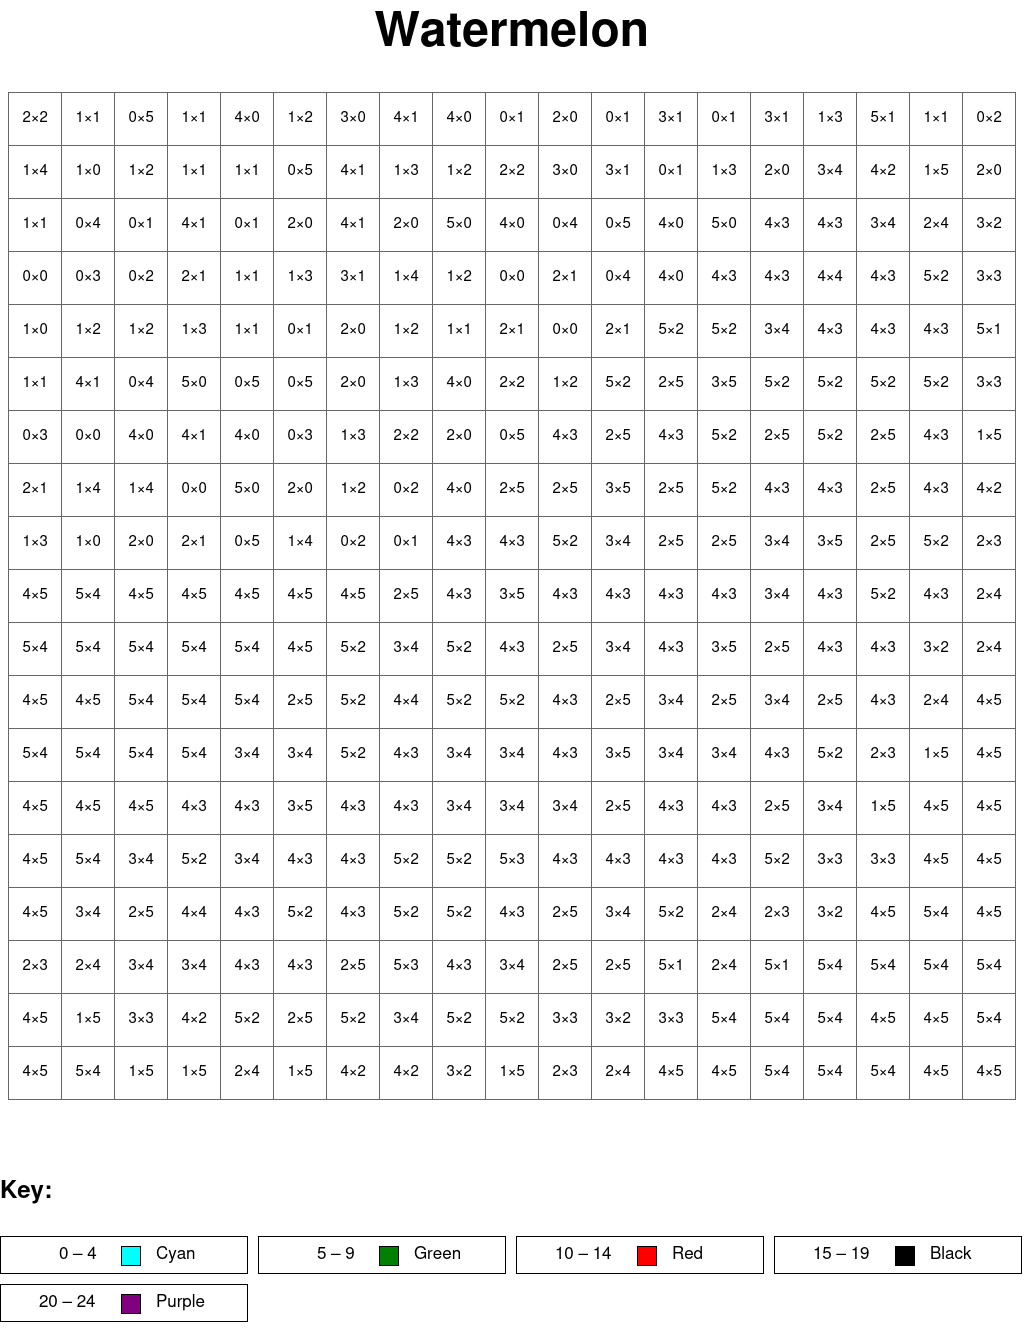 Watermelon
2×2 1×1 0×5 1×1 4×0 1×2 3×0 4×1 4×0 0×1 2×0 0×1 3×1 0×1 3×1 1×3 5×1 1×1 0×2
1×4 1×0 1×2 1×1 1×1 0×5 4×1 1×3 1×2 2×2 3×0 3×1 0×1 1×3 2×0 3×4 4×2 1×5 2×0
1×1 0×4 0×1 4×1 0×1 2×0 4×1 2×0 5×0 4×0 0×4 0×5 4×0 5×0 4×3 4×3 3×4 2×4 3×2
0×0 0×3 0×2 2×1 1×1 1×3 3×1 1×4 1×2 0×0 2×1 0×4 4×0 4×3 4×3 4×4 4×3 5×2 3×3
1×0 1×2 1×2 1×3 1×1 0×1 2×0 1×2 1×1 2×1 0×0 2×1 5×2 5×2 3×4 4×3 4×3 4×3 5×1
1×1 4×1 0×4 5×0 0×5 0×5 2×0 1×3 4×0 2×2 1×2 5×2 2×5 3×5 5×2 5×2 5×2 5×2 3×3
0×3 0×0 4×0 4×1 4×0 0×3 1×3 2×2 2×0 0×5 4×3 2×5 4×3 5×2 2×5 5×2 2×5 4×3 1×5
2×1 1×4 1×4 0×0 5×0 2×0 1×2 0×2 4×0 2×5 2×5 3×5 2×5 5×2 4×3 4×3 2×5 4×3 4×2
1×3 1×0 2×0 2×1 0×5 1×4 0×2 0×1 4×3 4×3 5×2 3×4 2×5 2×5 3×4 3×5 2×5 5×2 2×3
4×5 5×4 4×5 4×5 4×5 4×5 4×5 2×5 4×3 3×5 4×3 4×3 4×3 4×3 3×4 4×3 5×2 4×3 2×4
5×4 5×4 5×4 5×4 5×4 4×5 5×2 3×4 5×2 4×3 2×5 3×4 4×3 3×5 2×5 4×3 4×3 3×2 2×4
4×5 4×5 5×4 5×4 5×4 2×5 5×2 4×4 5×2 5×2 4×3 2×5 3×4 2×5 3×4 2×5 4×3 2×4 4×5
5×4 5×4 5×4 5×4 3×4 3×4 5×2 4×3 3×4 3×4 4×3 3×5 3×4 3×4 4×3 5×2 2×3 1×5 4×5
4×5 4×5 4×5 4×3 4×3 3×5 4×3 4×3 3×4 3×4 3×4 2×5 4×3 4×3 2×5 3×4 1×5 4×5 4×5
4×5 5×4 3×4 5×2 3×4 4×3 4×3 5×2 5×2 5×3 4×3 4×3 4×3 4×3 5×2 3×3 3×3 4×5 4×5
4×5 3×4 2×5 4×4 4×3 5×2 4×3 5×2 5×2 4×3 2×5 3×4 5×2 2×4 2×3 3×2 4×5 5×4 4×5
2×3 2×4 3×4 3×4 4×3 4×3 2×5 5×3 4×3 3×4 2×5 2×5 5×1 2×4 5×1 5×4 5×4 5×4 5×4
4×5 1×5 3×3 4×2 5×2 2×5 5×2 3×4 5×2 5×2 3×3 3×2 3×3 5×4 5×4 5×4 4×5 4×5 5×4
4×5 5×4 1×5 1×5 2×4 1×5 4×2 4×2 3×2 1×5 2×3 2×4 4×5 4×5 5×4 5×4 5×4 4×5 4×5
Key:
0 – 4 Cyan 5 – 9 Green 10 – 14 Red 15 – 19 Black
20 – 24 Purple